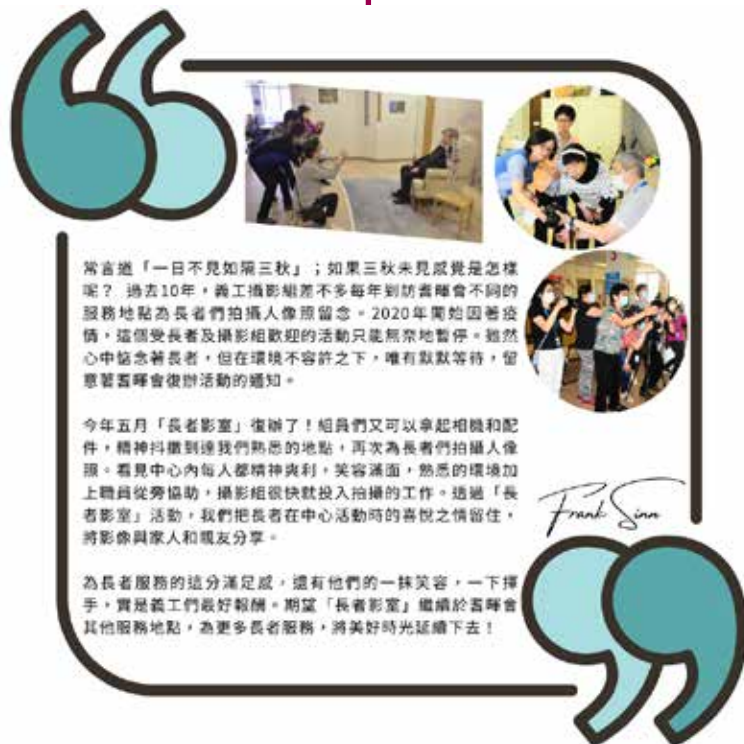 常言道「一日不見如隔三秋」；如果三秋未見感覺是怎樣
呢？ 過去10年，義工攝影組差不多每年到訪耆暉會不同的
服務地點為長者們拍攝人像照留念。2020年開始因著疫
情，這個受長者及攝影組歡迎的活動只能無奈地暫停。雖然
心中惦念著長者，但在環境不容許之下，唯有默默等待，留
意著耆暉會復辦活動的通知。
今年五月「長者影室」復辦了！組員們又可以拿起相機和配
件，精神抖擻到達我們熟悉的地點，再次為長者們拍攝人像
照。看見中心內每人都精神爽利，笑容滿面，熟悉的環境加
上職員從旁協助，攝影組很快就投入拍攝的工作。透過「長
者影室」活動，我們把長者在中心活動時的喜悅之情留住，
將影像與家人和親友分享。
Frank Sinn
為長者服務的這分滿足感，還有他們的一抹笑容，一下揮
手，實是義工們最好報酬。期望「長者影室」繼續於耆暉會
其他服務地點，為更多長者服務，將美好時光延續下去！